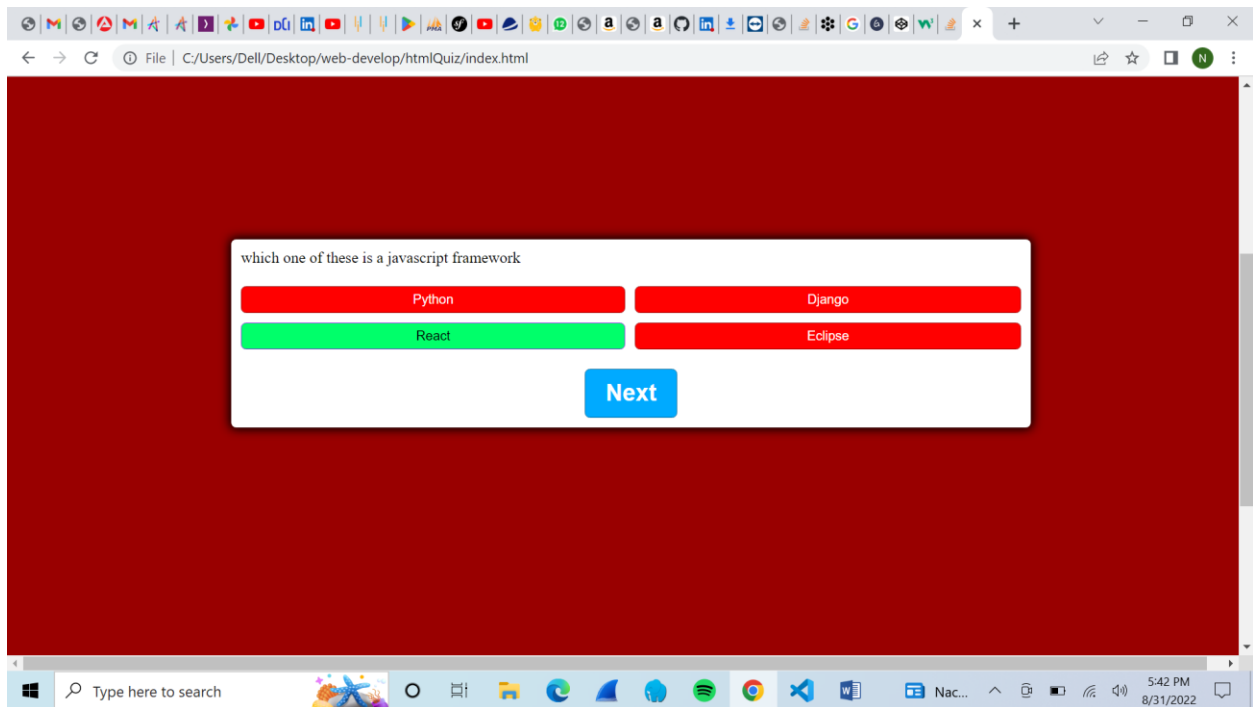 File | C:/Users/Dell/Desktop/web-develop/htmlQuiz/index.html
N
which one of these is a javascript framework
Python Django
React Eclipse
Next
Type here to search
Nac...
5:42 PM
8/31/2022